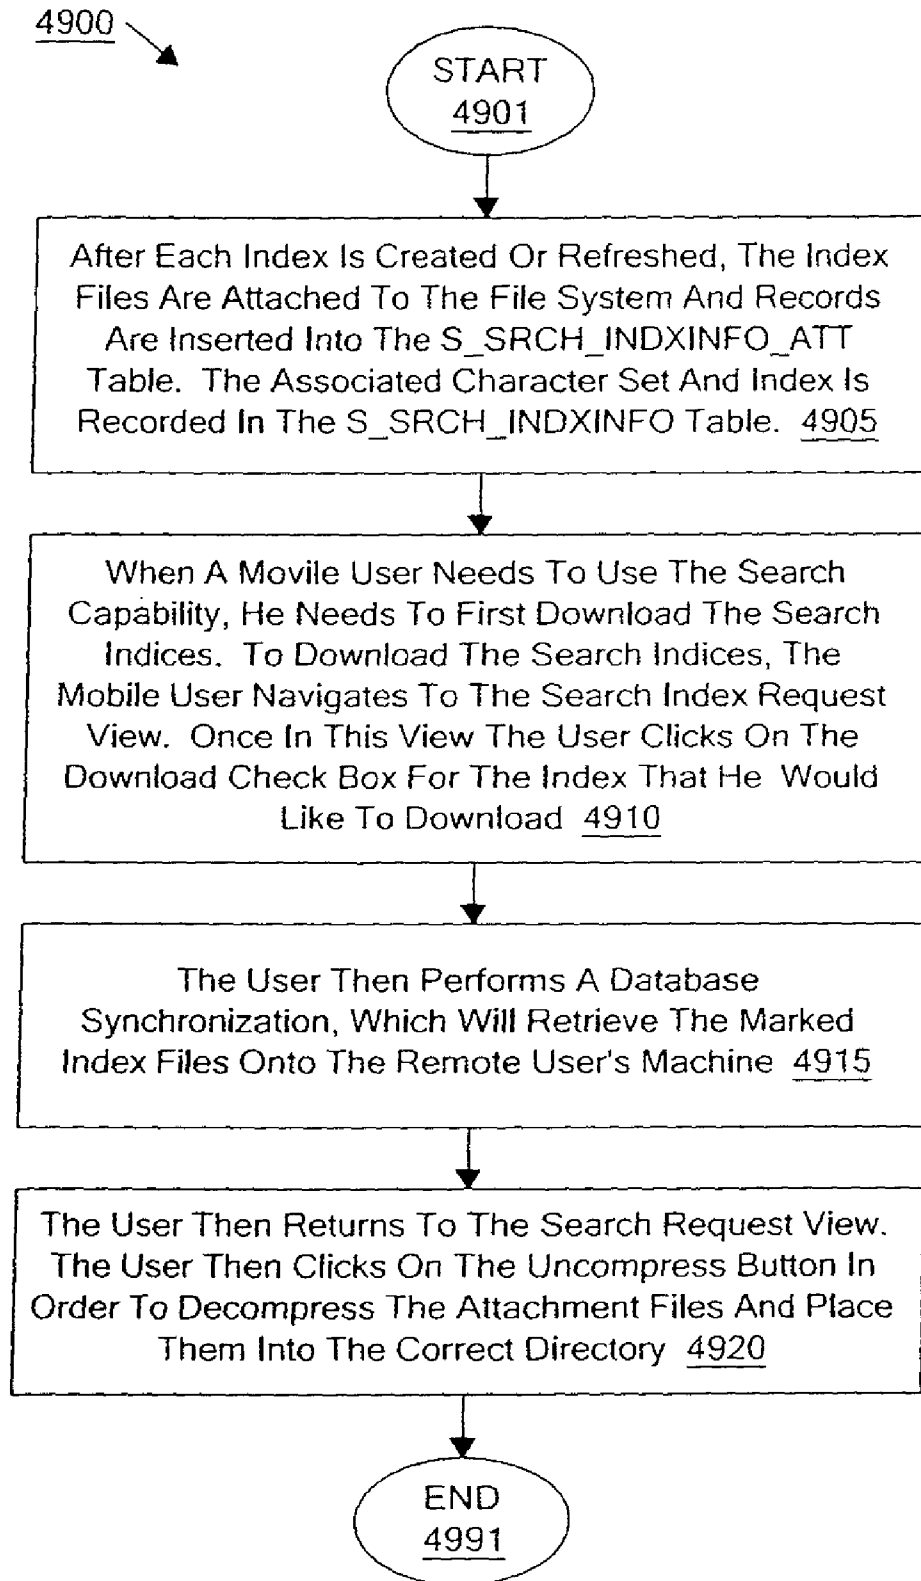 4900
START
4901
After Each Index Is Created Or Refreshed, The Index
Files Are Attached To The File System And Records
Are Inserted Into The S_SRCH_INDXINFO_ATT
Table. The Associated Character Set And Index Is
Recorded In The S_SRCH_INDXINFO Table. 4905
When A Movile User Needs To Use The Search
Capability, He Needs To First Download The Search
Indices. To Download The Search Indices, The
Mobile User Navigates To The Search Index Request
View. Once In This View The User Clicks On The
Download Check Box For The Index That He Would
Like To Download 4910
The User Then Performs A Database
Synchronization, Which Will Retrieve The Marked
Index Files Onto The Remote User's Machine 4915
The User Then Returns To The Search Request View.
The User Then Clicks On The Uncompress Button In
Order To Decompress The Attachment Files And Place
Them Into The Correct Directory 4920
END
4991